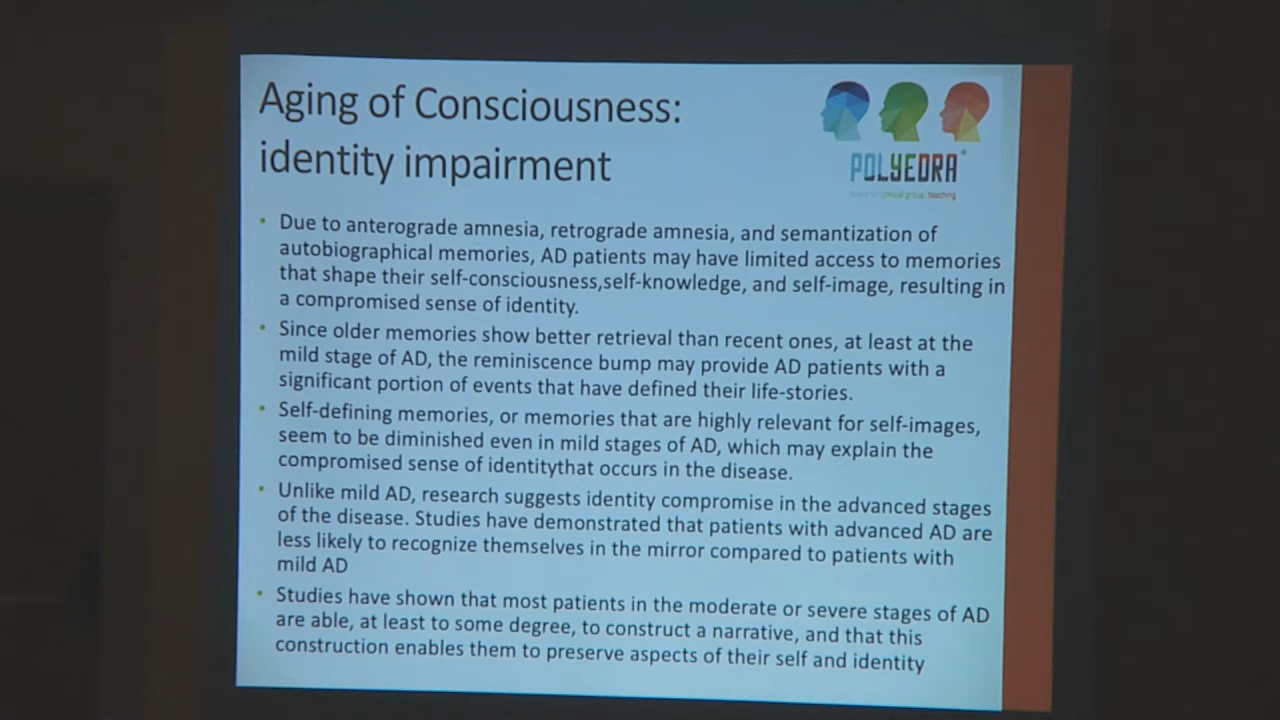 Aging of Consciousness:
identity impairment
POLYEDRA
• Due to anterograde amnesia, retrograde amnesia, and semantization of
autobiographical memories, AD patients may have limited access to memories
that shape their self-consciousness,self-knowledge, and self-image, resulting in
a compromised sense of identity.
• Since older memories show better retrieval than recent ones, at least at the
mild stage of AD, the reminiscence bump may provide AD patients with a
significant portion of events that have defined their life-stories.
• Self-defining memories, or memories that are highly relevant for self-images,
seem to be diminished even in mild stages of AD, which may explain the
compromised sense of identitythat occurs in the disease.
• Unlike mild AD, research suggests identity compromise in the advanced stages
of the disease. Studies have demonstrated that patients with advanced AD are
less likely to recognize themselves in the mirror compared to patients with
mild AD
• Studies have shown that most patients in the moderate or severe stages of AD
are able, at least to some degree, to construct a narrative, and that this
construction enables them to preserve aspects of their self and identity